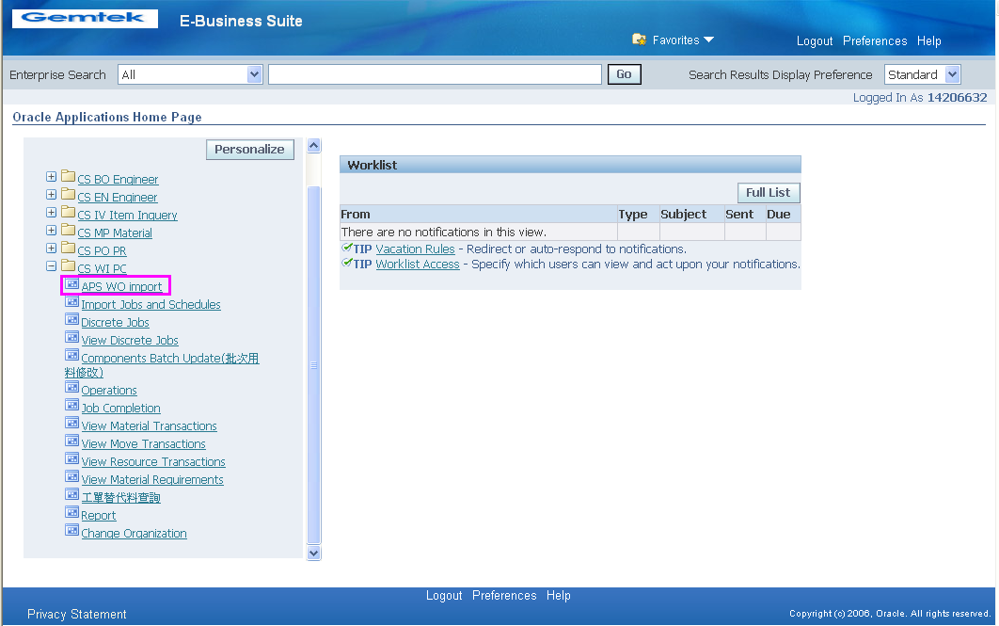 Gemtek
E-Business Suite
Favorites
Logout Preferences Help
Enterprise Search All Go Search Results Display Preference Standard
Logged In As 14206632
Oracle Applications Home Page
Personalize
CS BO Engineer
CS EN Engineer
CS IV Item Inquery
CS MP Material
CS PO PR
CS WI PC
APS WO import
Import Jobs and Schedules
Discrete Jobs
View Discrete Jobs
Components Batch Update(批次用
料修改)
Operations
Job Completion
View Material Transactions
View Move Transactions
View Resource Transactions
View Material Requirements
工單替代料查詢
Report
Change Organization
Worklist
Full List
From Type Subject Sent Due
There are no notifications in this view.
TIP Vacation Rules - Redirect or auto-respond to notifications.
TIP Worklist Access - Specify which users can view and act upon your notifications.
Logout Preferences Help
Privacy Statement
Copyright (c) 2006, Oracle. All rights reserved.